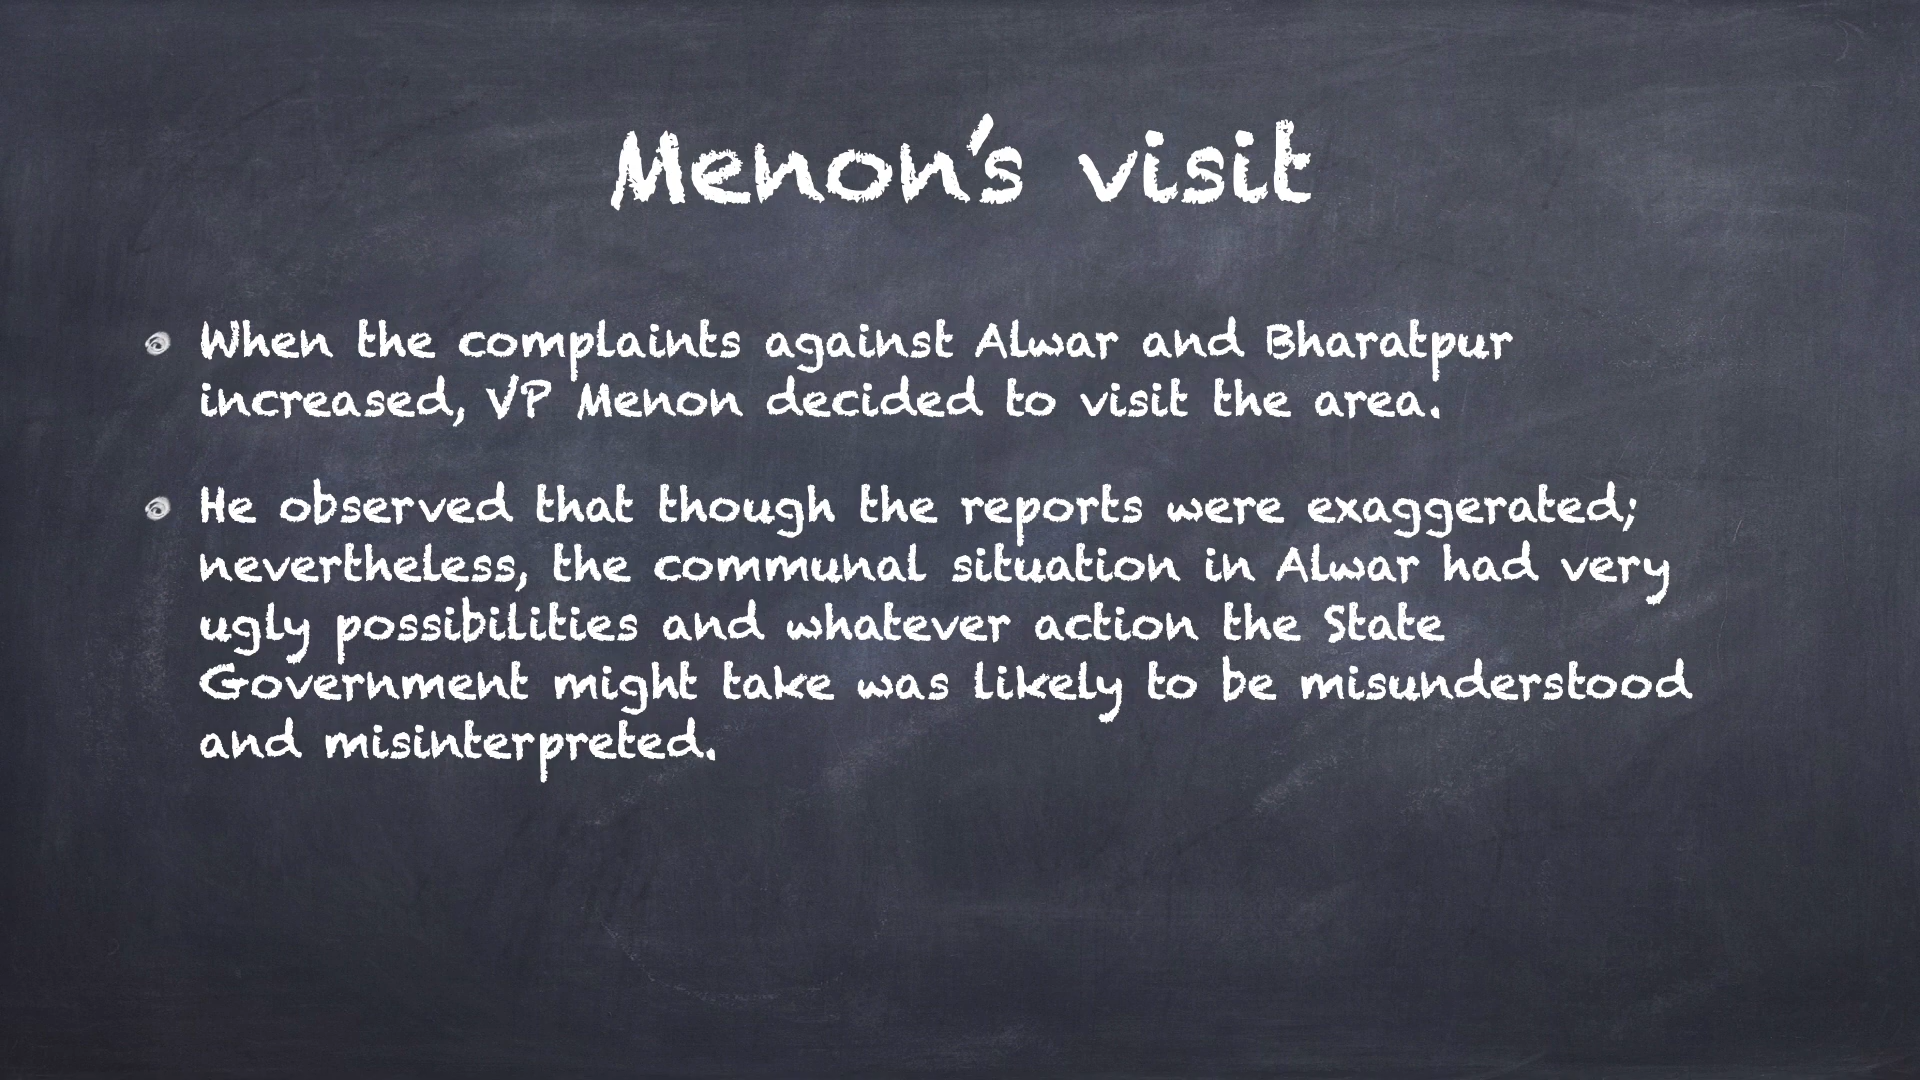 Menon's visit
When the complaints against Alwar and Bharatpur
increased, VP Menon decided to visit the area.
He observed that though the reports were exaggerated;
nevertheless, the communal situation in Alwar had very
ugly possibilities and whatever action the State
Government might take was likely to be misunderstood
and misinterpreted.